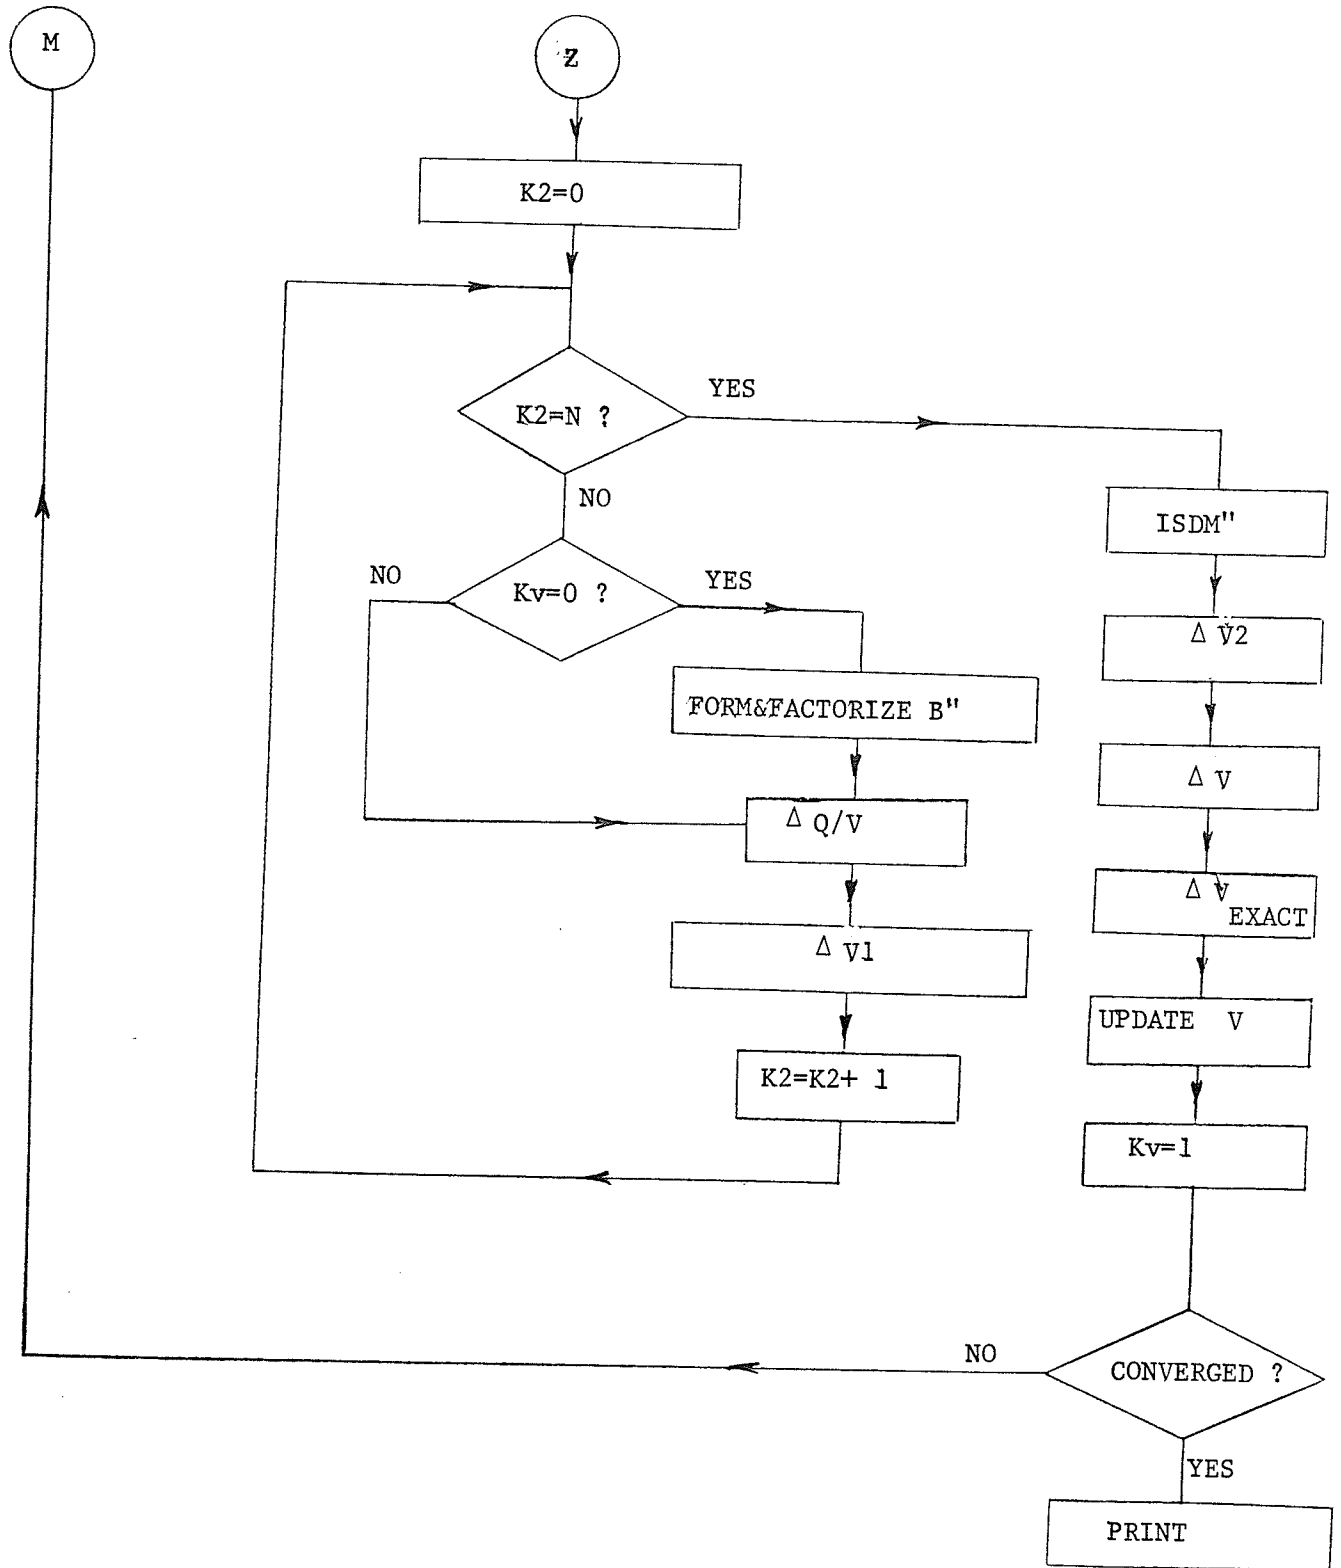 M
Z
K2=0
K2=N ?
YES
NO
Kv=0 ?
NO
YES
FORM&FACTORIZE B"
Δ Q/V
Δ V1
K2=K2+ 1
ISDM"
Δ V2
Δ V
Δ V EXACT
UPDATE V
Kv=1
CONVERGED ?
NO
YES
PRINT